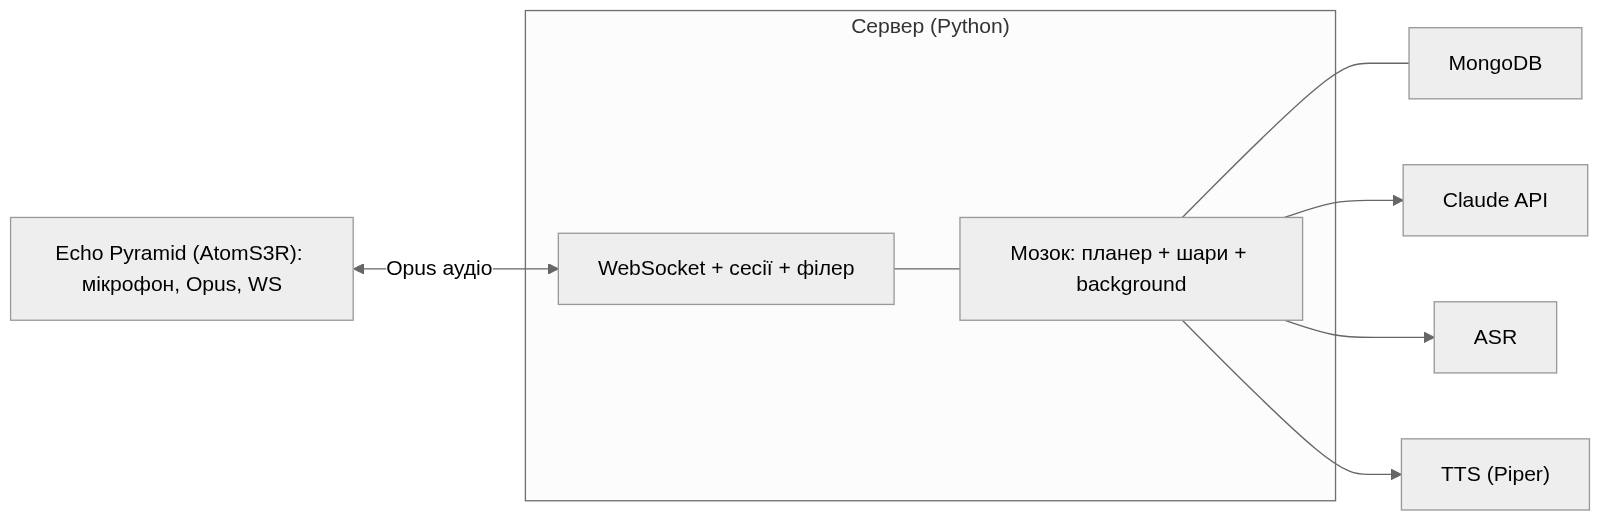 Сервер (Python)
MongoDB
Claude API
Echo Pyramid (AtomS3R):
мікрофон, Opus, WS
Opus аудіо
WebSocket + сесії + філер
Мозок: планер + шари +
background
ASR
TTS (Piper)